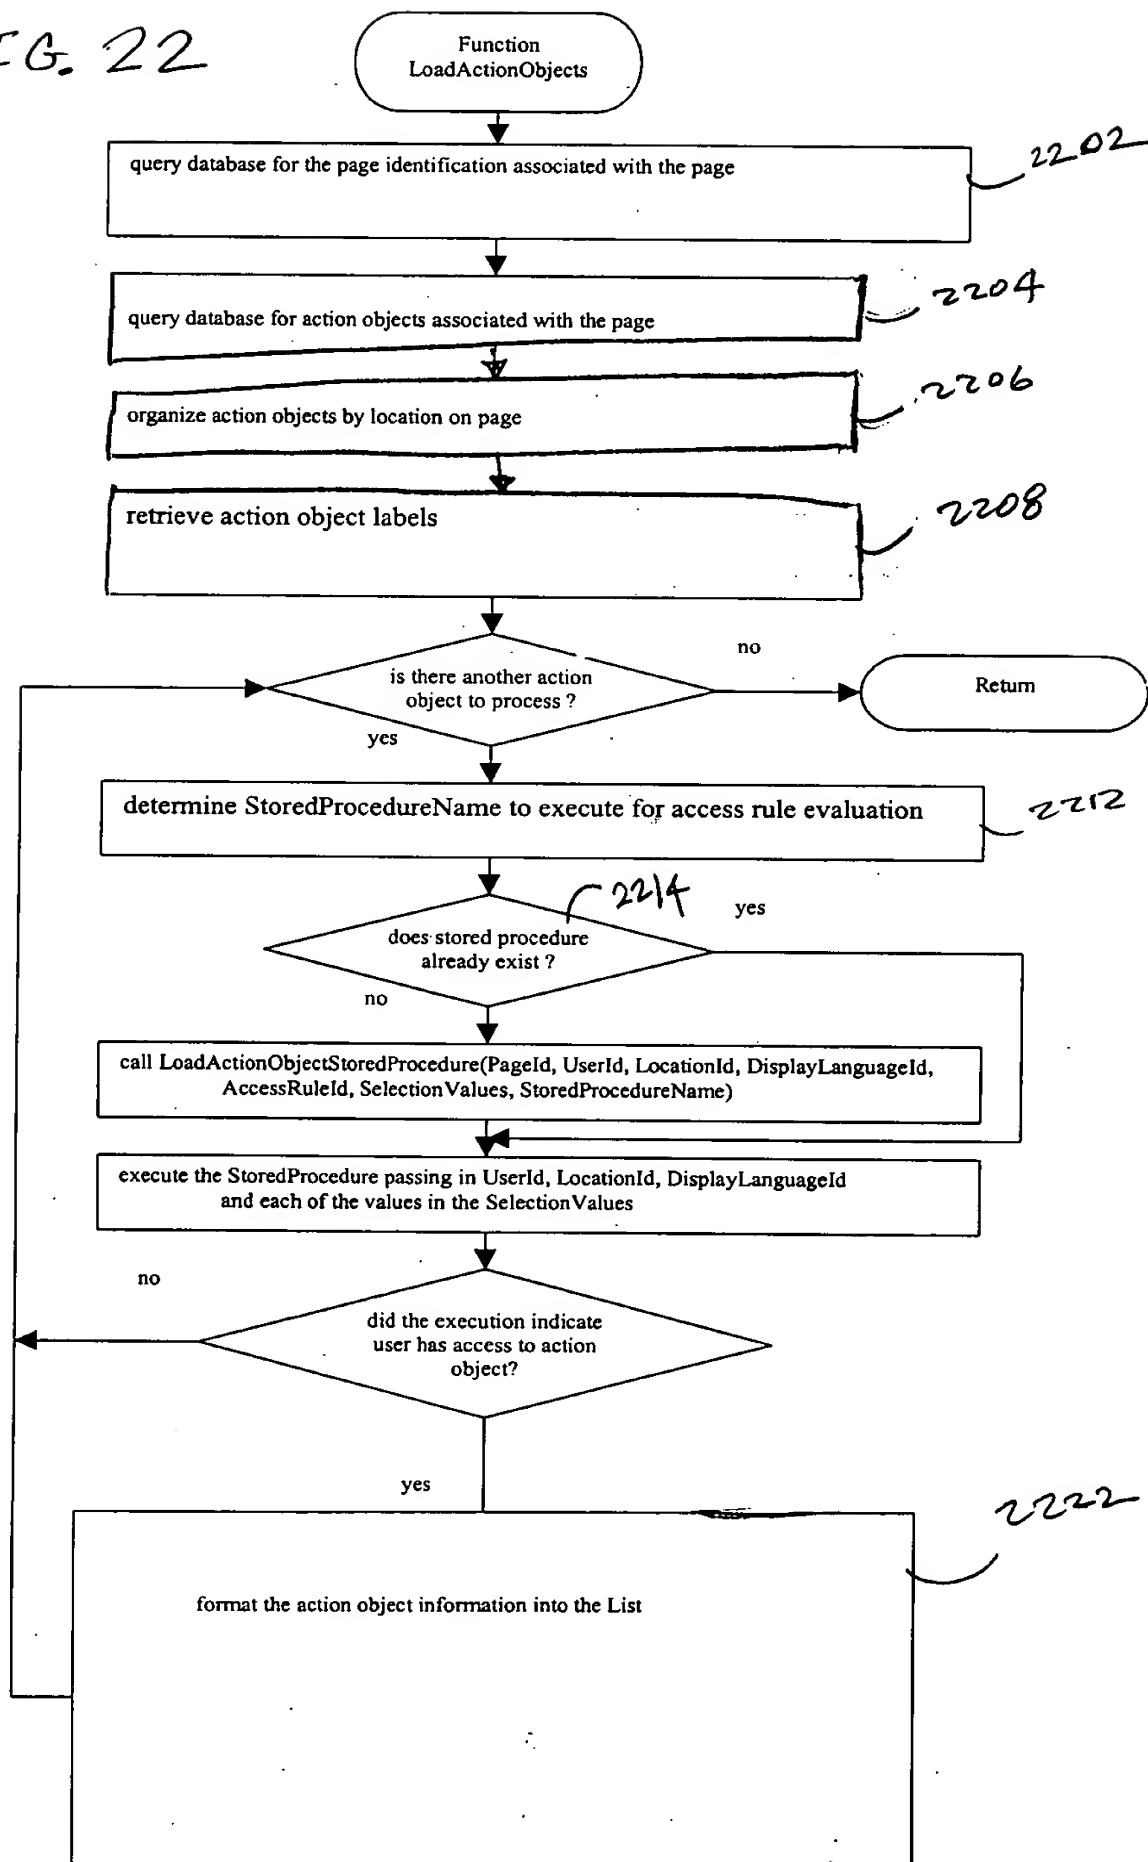 IG. 22
Function
LoadActionObjects
query database for the page identification associated with the page
2202
query database for action objects associated with the page
2204
organize action objects by location on page
2206
retrieve action object labels
2208
no
is there another action
object to process ?
Return
yes
determine StoredProcedureName to execute for access rule evaluation
2212
2214
yes
does stored procedure
already exist ?
no
call LoadActionObjectStoredProcedure(PageId, UserId, LocationId, DisplayLanguageId,
AccessRuleId, SelectionValues, StoredProcedureName)
execute the StoredProcedure passing in UserId, LocationId, DisplayLanguageId
and each of the values in the SelectionValues
no
did the execution indicate
user has access to action
object?
yes
2222
format the action object information into the List